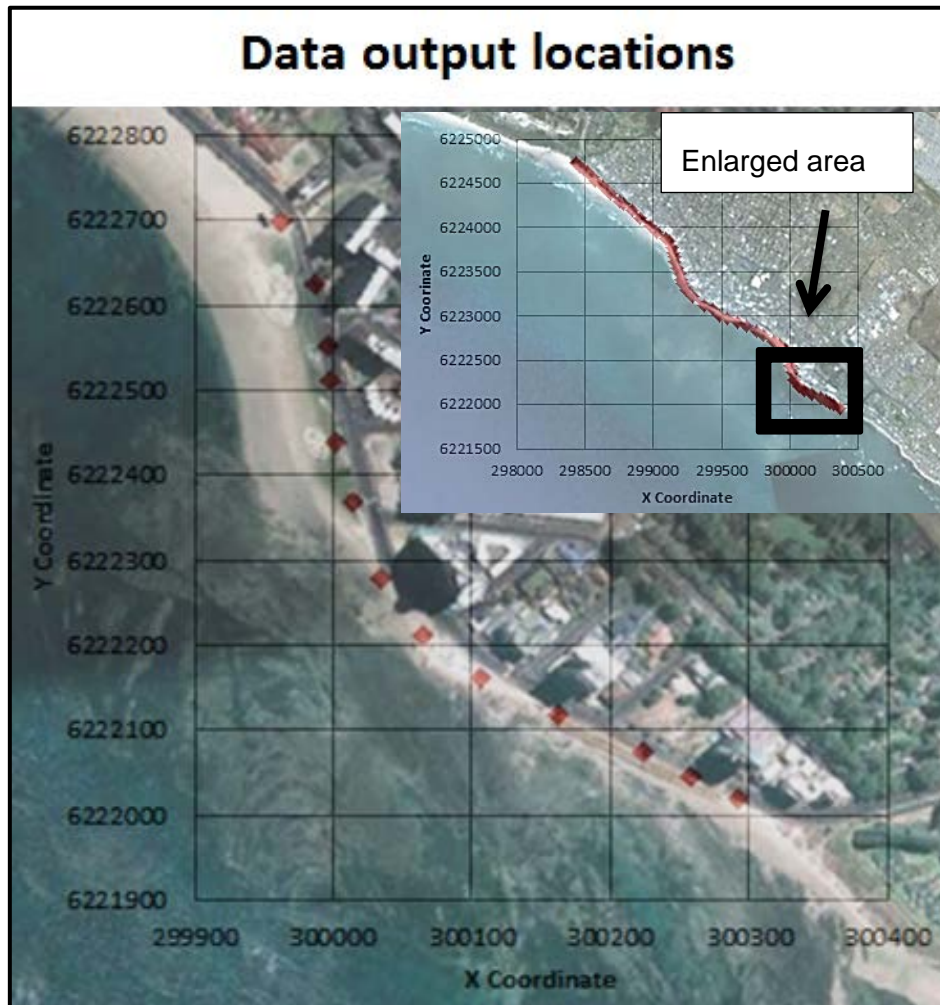 Data output locations
6222800
6222700
6222600
6222500
6222400
6222300
6222200
6222100
6222000
6221900
Y Coordinate
299900 300000 300100 300200 300300 300400
X Coordinate
Enlarged area
6225000
6224500
6224000
6223500
6223000
6222500
6222000
6221500
Y Coorinate
298000 298500 299000 299500 300000 300500
X Coordinate